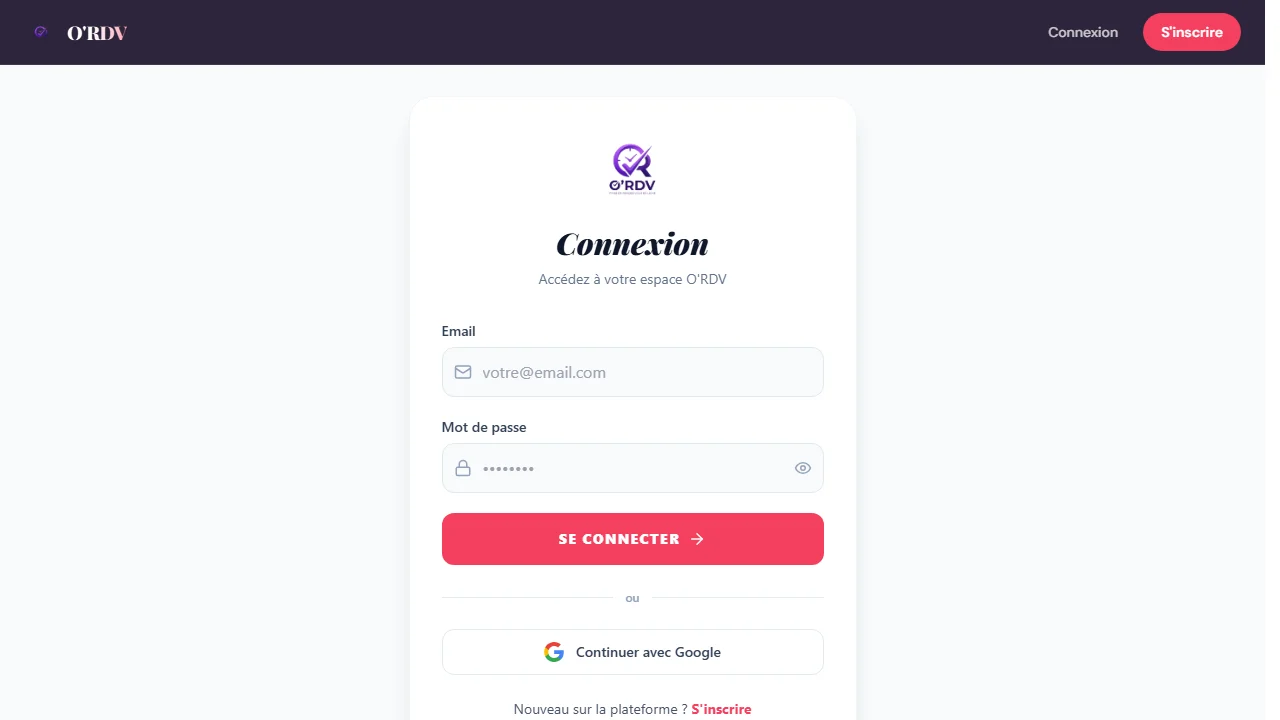 O'RDV
Connexion
S'inscrire
O'RDV
Connexion
Accédez à votre espace O'RDV
Email
votre@email.com
Mot de passe
••••••••
SE CONNECTER →
ou
Continuer avec Google
Nouveau sur la plateforme ? S'inscrire